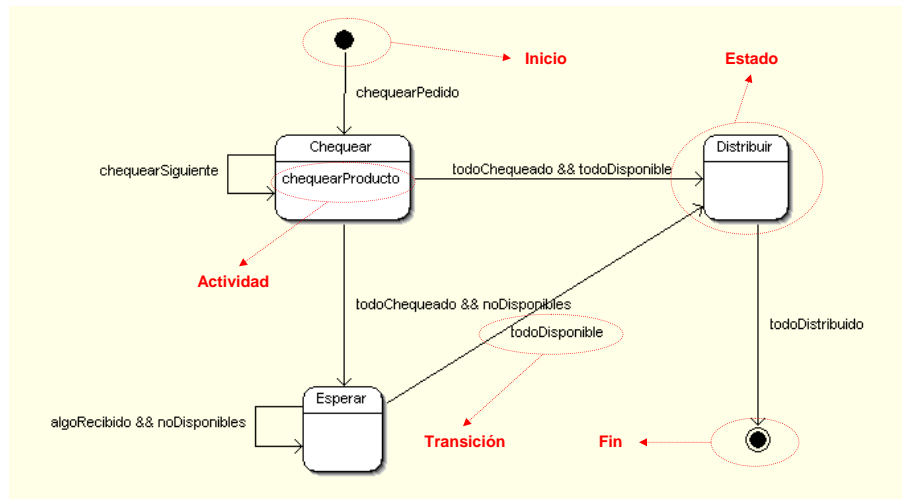 Inicio
Estado
chequearPedido
Chequear
Distribuir
chequearSiguiente
chequearProducto
todoChequeado && todoDisponible
Actividad
todoChequeado && noDisponibles
todoDisponible
todoDistribuido
Esperar
algoRecibido && noDisponibles
Transición
Fin